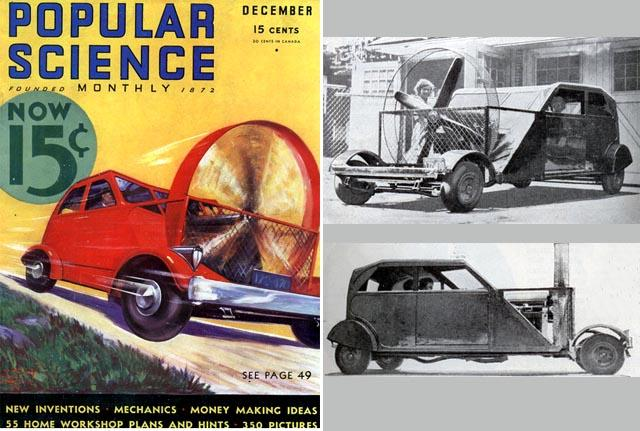 POPULAR
SCIENCE
FOUNDED MONTHLY 1872
DECEMBER
15 CENTS
20 CENTS IN CANADA
NOW
15¢
SEE PAGE 49
NEW INVENTIONS • MECHANICS • MONEY MAKING IDEAS
55 HOME WORKSHOP PLANS AND HINTS • 350 PICTURES